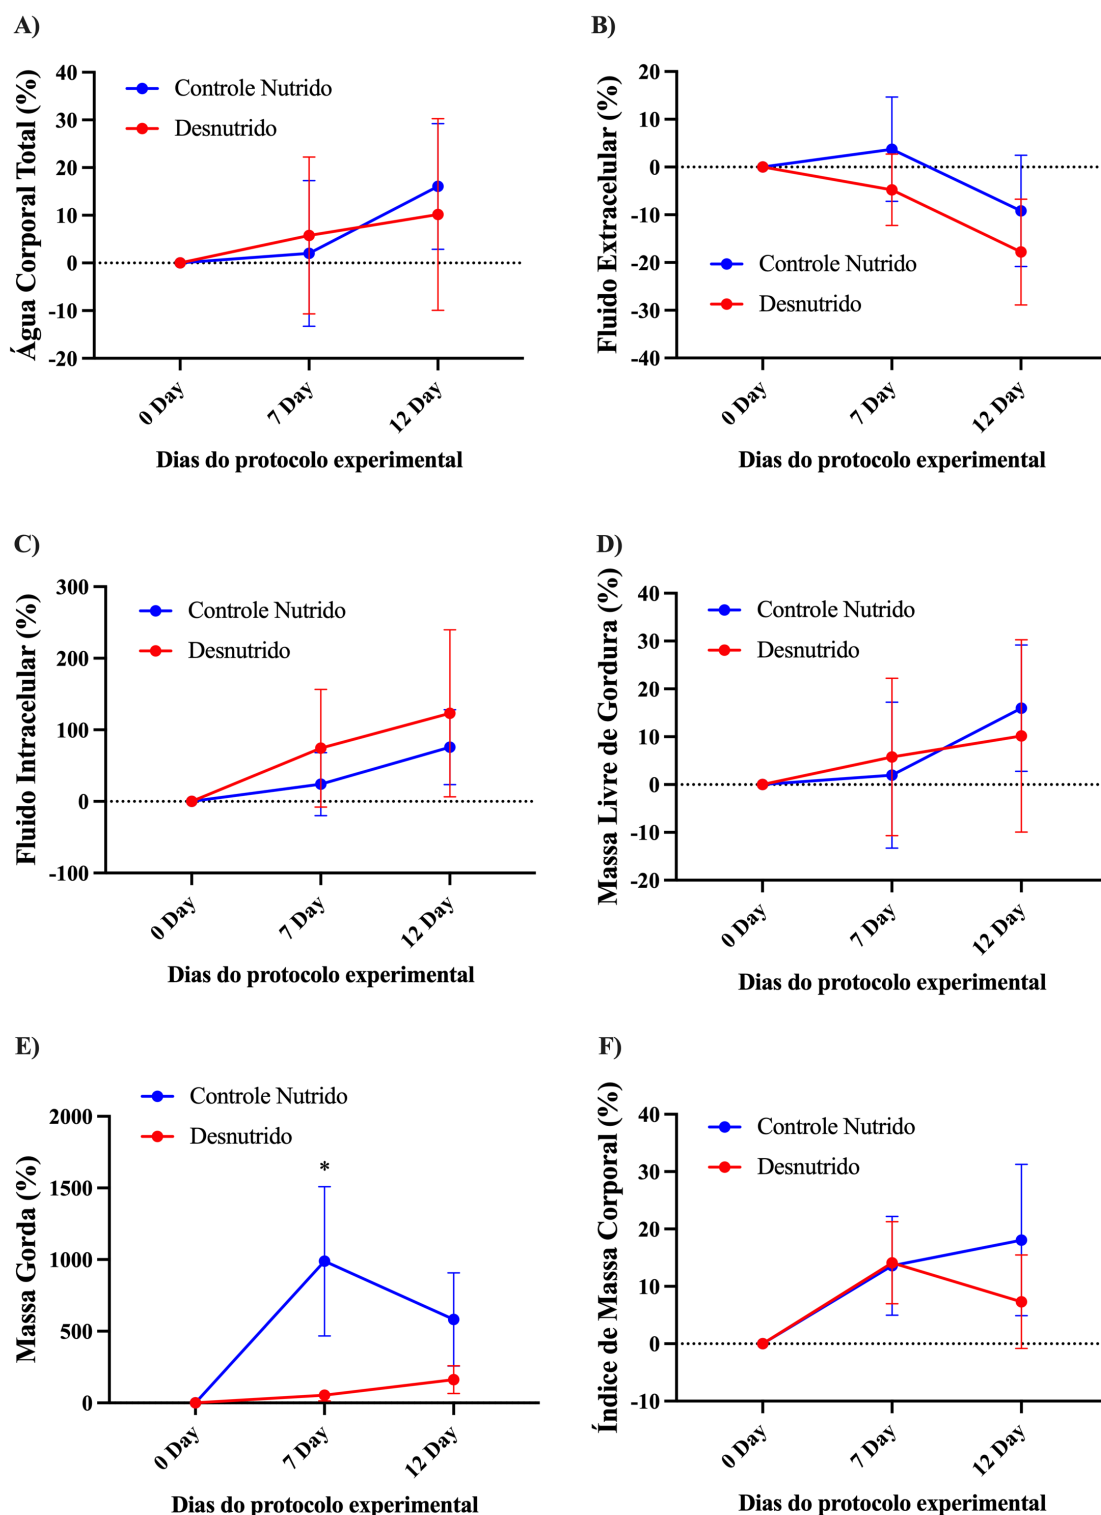 A)
Água Corporal Total (%)
40
30
20
10
0
-10
-20
Controle Nutrido
Desnutrido
0 Day
7 Day
12 Day
Dias do protocolo experimental
B)
Fluido Extracelular (%)
20
10
0
-10
-20
-30
-40
Controle Nutrido
Desnutrido
0 Day
7 Day
12 Day
Dias do protocolo experimental
C)
Fluido Intracelular (%)
300
200
100
0
-100
Controle Nutrido
Desnutrido
0 Day
7 Day
12 Day
Dias do protocolo experimental
D)
Massa Livre de Gordura (%)
40
30
20
10
0
-10
-20
Controle Nutrido
Desnutrido
0 Day
7 Day
12 Day
Dias do protocolo experimental
E)
Massa Gorda (%)
2000
1500
1000
500
0
Controle Nutrido
Desnutrido
*
0 Day
7 Day
12 Day
Dias do protocolo experimental
F)
Índice de Massa Corporal (%)
40
30
20
10
0
-10
Controle Nutrido
Desnutrido
0 Day
7 Day
12 Day
Dias do protocolo experimental